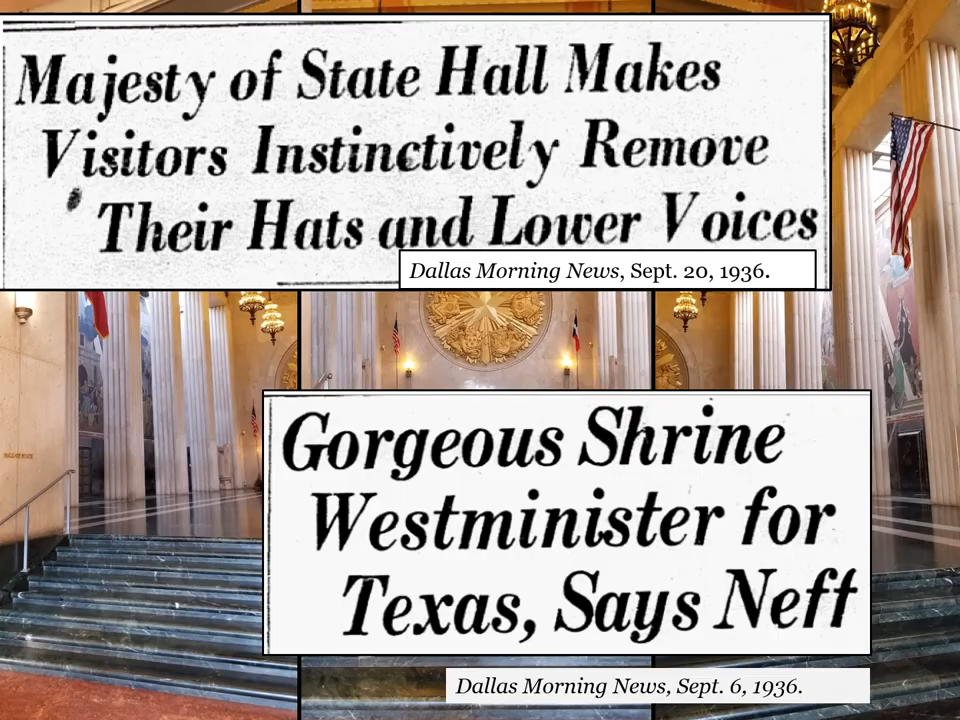 Majesty of State Hall Makes
Visitors Instinctively Remove
Their Hats and Lower Voices
Dallas Morning News, Sept. 20, 1936.
Gorgeous Shrine
Westminister for
Texas, Says Neff
Dallas Morning News, Sept. 6, 1936.